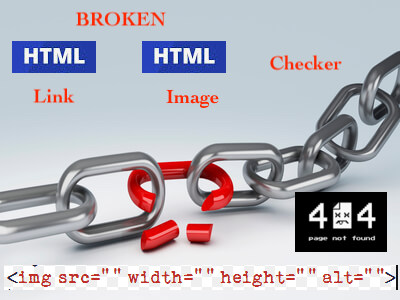 BROKEN
HTML HTML
Link Image Checker
404
page not found
<img src="" width="" height="" alt="">